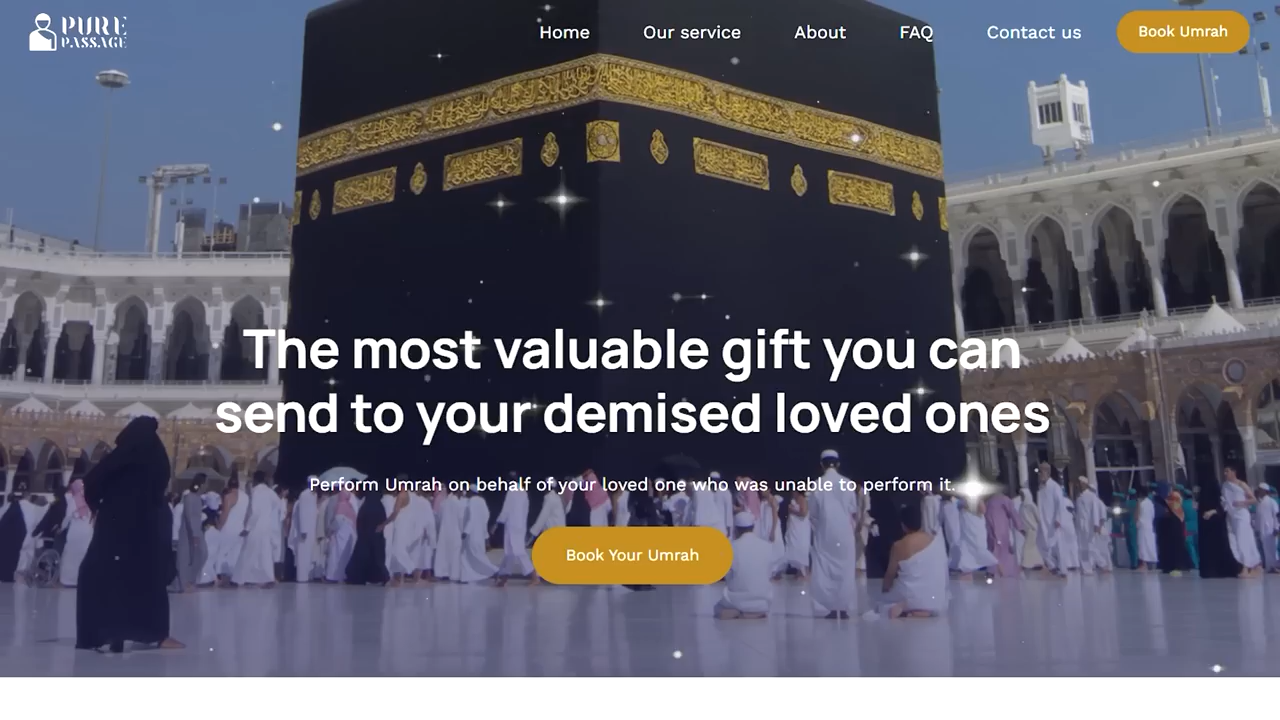 PURE
PASSAGE
Home
Our service
About
FAQ
Contact us
Book Umrah
The most valuable gift you can
send to your demised loved ones
Perform Umrah on behalf of your loved one who was unable to perform it.
Book Your Umrah